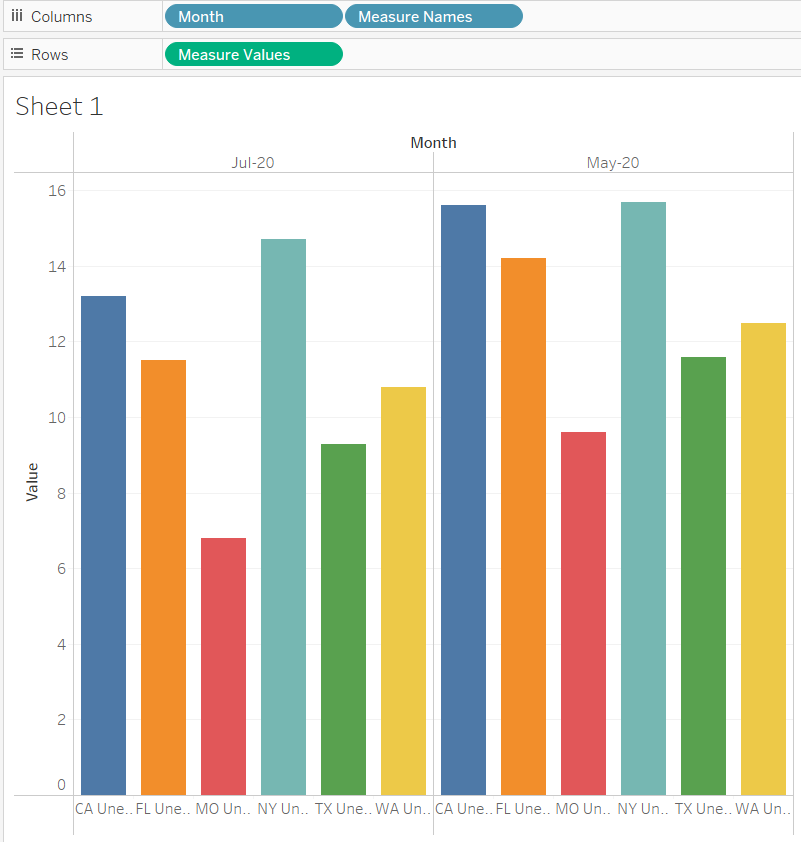 Columns Month Measure Names
Rows Measure Values
Sheet 1
Month
Jul-20 May-20
16
14
12
10
8
6
4
2
0
Value
CA Une.. FL Une.. MO Un.. NY Un.. TX Une.. WA Un.. CA Une.. FL Une.. MO Un.. NY Un.. TX Une.. WA Un..